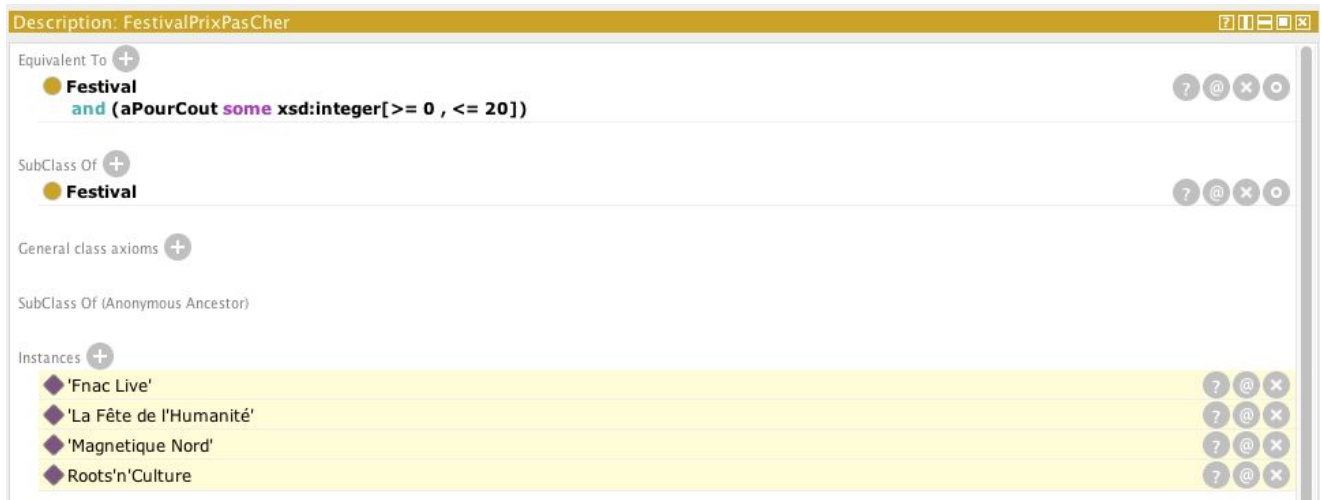 Description: FestivalPrixPasCher
Equivalent To
Festival
and (aPourCout some xsd:integer[>= 0 , <= 20])
SubClass Of
Festival
General class axioms
SubClass Of (Anonymous Ancestor)
Instances
'Fnac Live'
'La Fête de l'Humanité'
'Magnetique Nord'
Roots'n'Culture